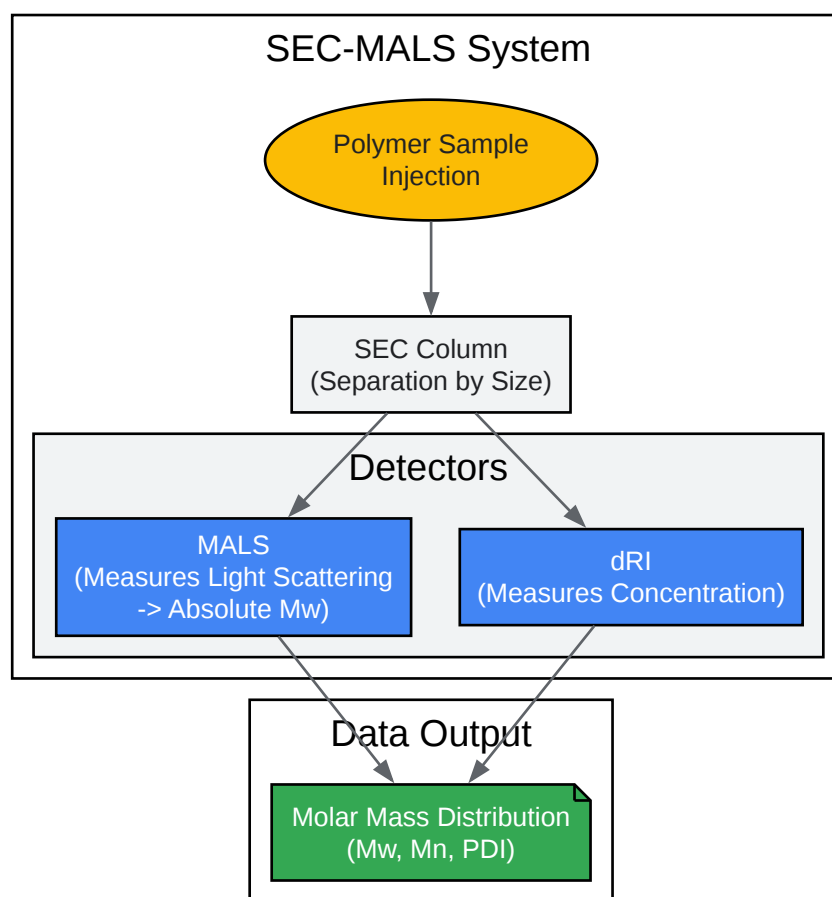 SEC-MALS System
Polymer Sample
Injection
SEC Column
(Separation by Size)
Detectors
MALS
(Measures Light Scattering
-> Absolute Mw)
dRI
(Measures Concentration)
Data Output
Molar Mass Distribution
(Mw, Mn, PDI)